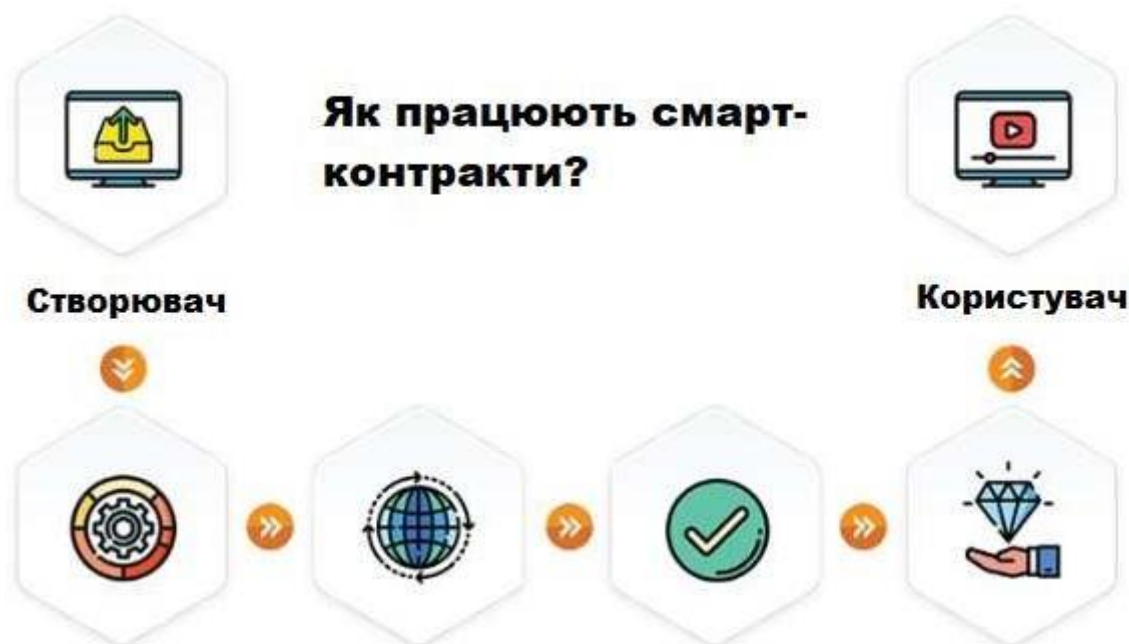 Як працюють смарт-
контракти?
Створювач
Користувач